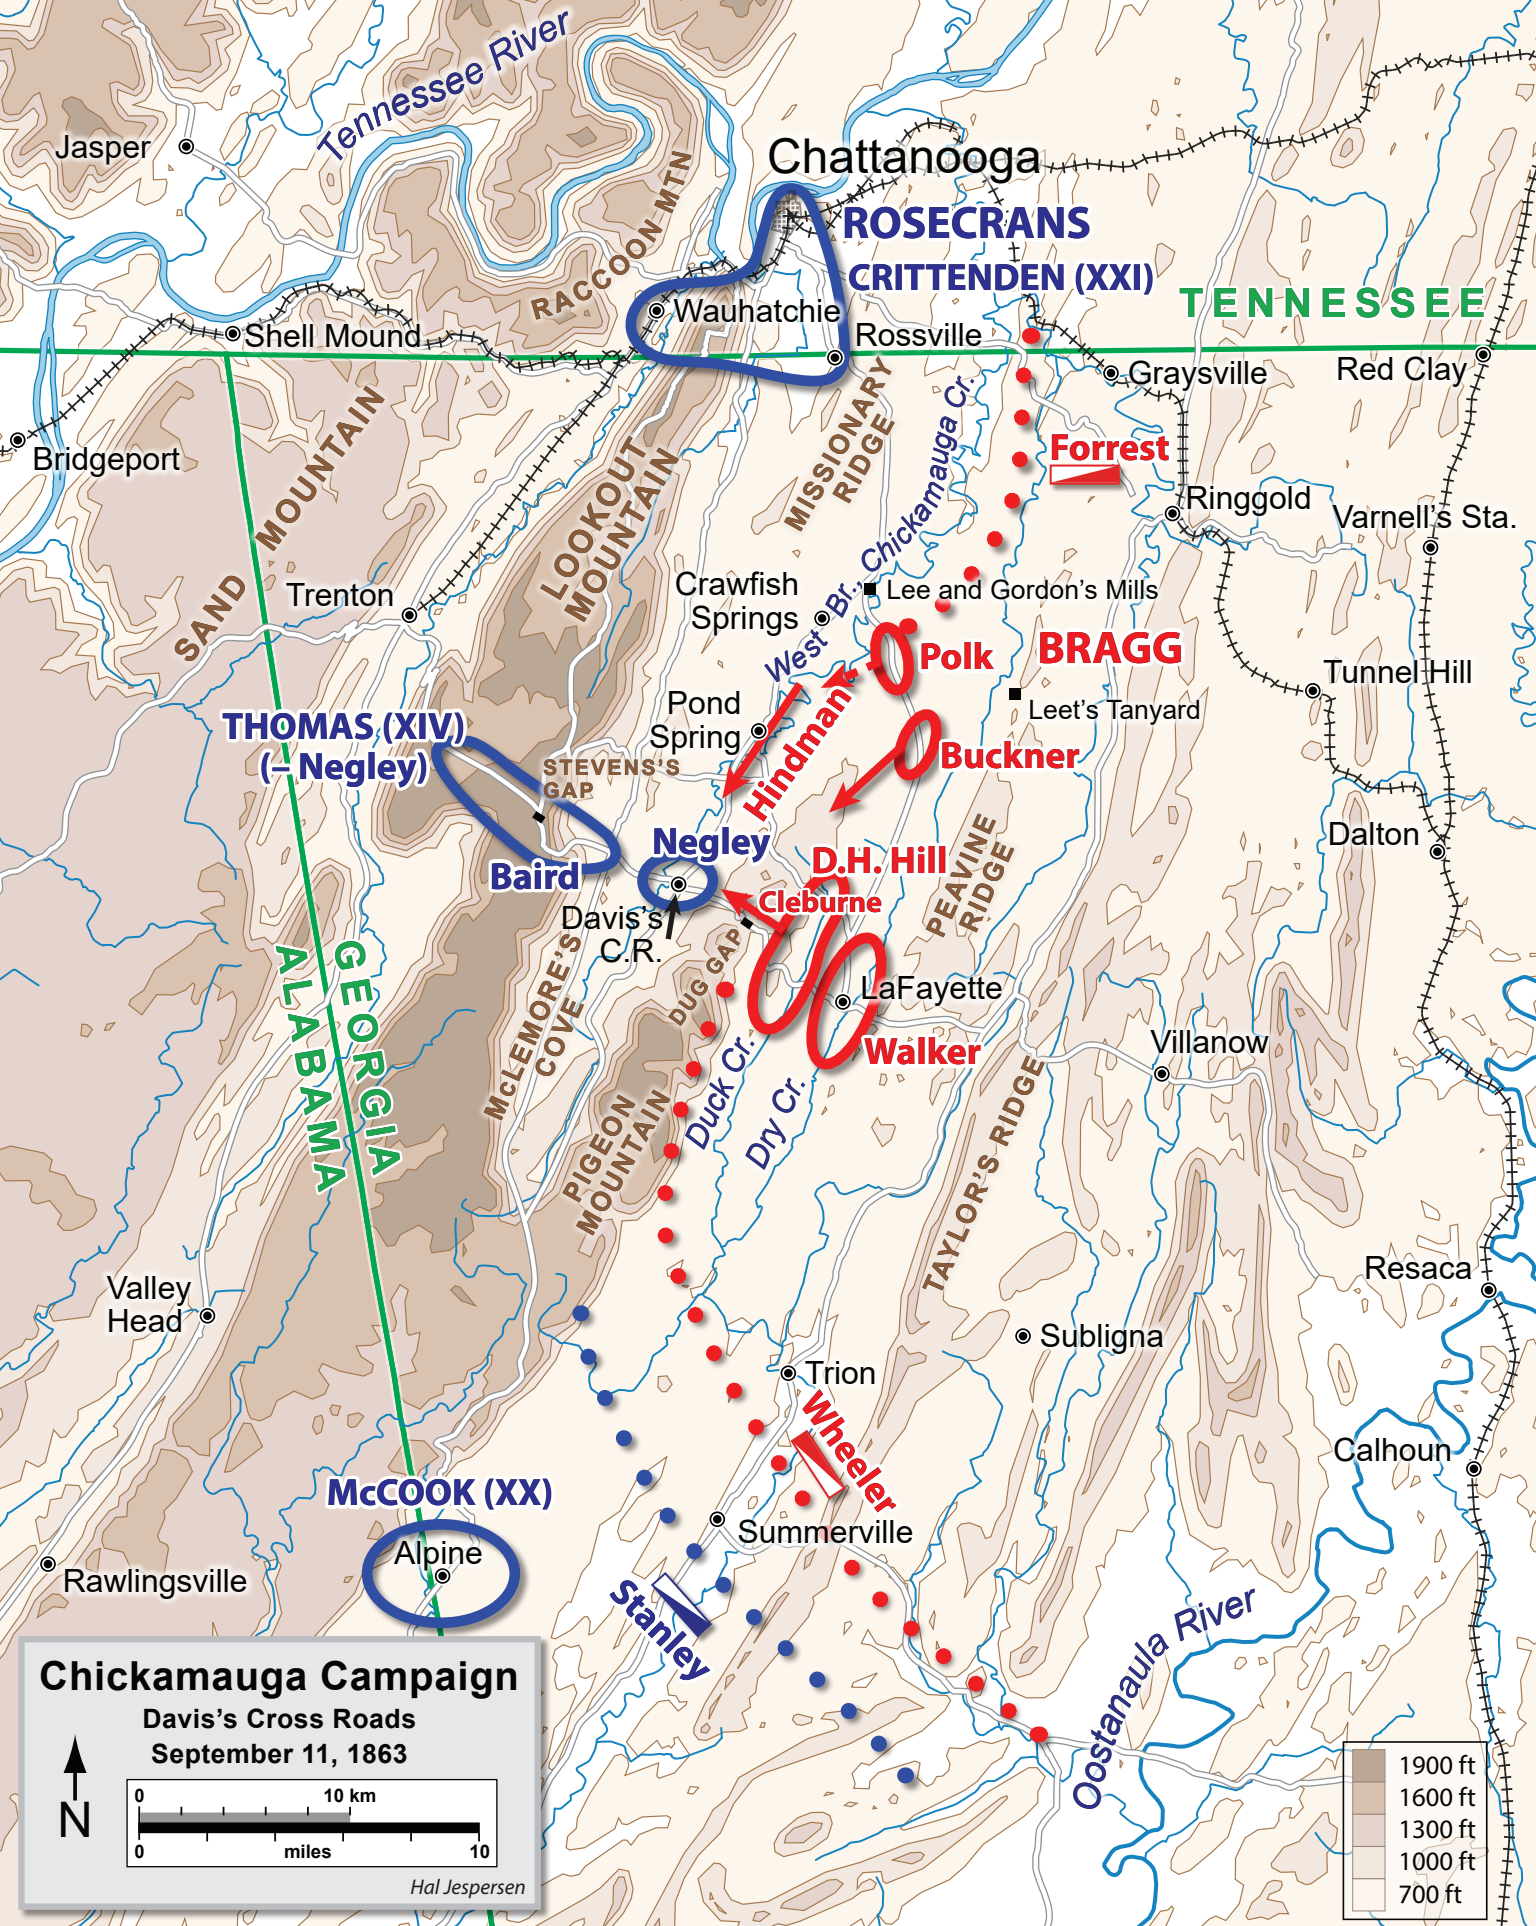 Tennessee River
Jasper
RACCOON MTN
Chattanooga
ROSECRANS
CRITTENDEN (XXI)
TENNESSEE
Wauhatchie
Shell Mound
Rossville
Graysville
Red Clay
Bridgeport
SAND MOUNTAIN
LOOKOUT
MOUNTAIN
MISSIONARY
RIDGE
West Br., Chickamauga Cr.
Forrest
Ringgold
Varnell's Sta.
Trenton
Crawfish
Springs
Lee and Gordon's Mills
Polk
BRAGG
Leet's Tanyard
Tunnel Hill
THOMAS (XIV)
(– Negley)
Pond
Spring
Hindman
Buckner
STEVENS'S
GAP
Dalton
Baird
Negley
D.H. Hill
Cleburne
PEAVINE
RIDGE
Davis's
C.R.
DUG GAP
GEORGIA
ALABAMA
McLEMORE'S
COVE
LaFayette
Walker
Villanow
PIGEON
MOUNTAIN
Duck Cr.
Dry Cr.
TAYLOR'S RIDGE
Valley
Head
Resaca
Subligna
Trion
Wheeler
Calhoun
McCOOK (XX)
Alpine
Summerville
Rawlingsville
Stanley
Oostanaula River
Chickamauga Campaign
Davis's Cross Roads
September 11, 1863
N
0 10 km
0 miles 10
Hal Jespersen
1900 ft
1600 ft
1300 ft
1000 ft
700 ft